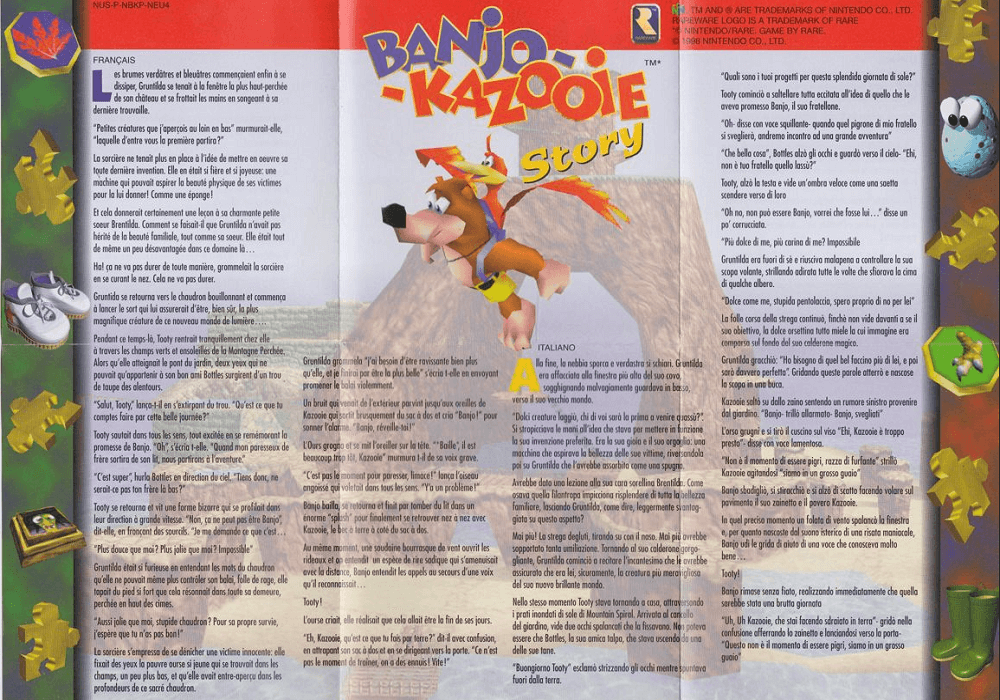 NUS-P-NBKP-NEU4
TM AND ® ARE TRADEMARKS OF NINTENDO CO., LTD.
RAREWARE LOGO IS A TRADEMARK OF RARE
© NINTENDO/RARE. GAME BY RARE.
© 1998 NINTENDO CO., LTD.
BANJO-
-KAZOOIE
TM*
Story
FRANÇAIS
Les brumes verdâtres et bleuâtres commençaient enfin à se
dissiper, Gruntilda se tenait à la fenêtre la plus haut-perchée
de son château et se frottait les mains en songeant à sa
dernière trouvaille.
"Petites créatures que j'aperçois au loin en bas" murmurait-elle,
"laquelle d'entre vous la première partira?"
La sorcière ne tenait plus en place à l'idée de mettre en oeuvre sa
toute dernière invention. Elle en était si fière et si joyeuse: une
machine qui pouvait aspirer la beauté physique de ses victimes
pour la lui donner! Comme une éponge!
Et cela donnerait certainement une leçon à sa charmante petite
soeur Brentilda. Comment se faisait-il que Gruntilda n'avait pas
hérité de la beauté familiale, tout comme sa soeur. Elle était tout
de même un peu désavantagée dans ce domaine là...
Ha! ça ne va pas durer de toute manière, grommelait la sorcière
en se curant le nez. Cela ne va pas durer.
Gruntilda se retourna vers le chaudron bouillonnant et commença
à lancer le sort qui lui assurerait d'être, bien sûr, la plus
magnifique créature de ce nouveau monde de lumière....
Pendant ce temps-là, Tooty rentrait tranquillement chez elle
à travers les champs verts et ensoleillés de la Montagne Perchée.
Alors qu'elle atteignait le pont du jardin, deux yeux qui ne
pouvait qu'appartenir à son bon ami Bottles surgirent d'un trou
de taupe des alentours.
"Salut, Tooty," lança-t-il en s'extirpant du trou. "Qu'est ce que tu
comptes faire par cette belle journée?"
Tooty sautait dans tous les sens, tout excitée en se remémorant la
promesse de Banjo. "Oh", s'écria t-elle. "Quand mon paresseux de
frère sortira de son lit, nous partirons à l'aventure."
"C'est super", hurla Bottles en direction du ciel. "Tiens donc, ne
serait-ce pas ton frère là bas?"
Tooty se retourna et vit une forme bizarre qui se profilait dans
leur direction à grande vitesse. "Non, ça ne peut pas être Banjo",
dit-elle, en fronçant des sourcils. "Je me demande ce que c'est...
"Plus douce que moi? Plus jolie que moi? Impossible"
Gruntilda était si furieuse en entendant les mots du chaudron
qu'elle ne pouvait même plus contrôler son balai, folle de rage, elle
tapait du pied si fort que cela résonnait dans toute sa demeure,
perchée en haut des cimes.
"Aussi jolie que moi, stupide chaudron? Pour sa propre survie,
j'espère que tu n'as pas bon!"
La sorcière s'empressa de se dénicher une victime innocente: elle
fixait des yeux la pauvre ourse si jeune qui se trouvait dans les
champs, un peu plus bas, et qu'elle avait entre-aperçu dans les
profondeurs de ce sacré chaudron.
Gruntilda grommela "j'ai besoin d'être ravissante bien plus
qu'elle, et je finirai par être la plus belle" s'écria t-elle en envoyant
promener le balai violemment.
Un bruit qui venait de l'extérieur parvint jusqu'aux oreilles de
Kazooie qui sortit brusquement du sac à dos et cria "Banjo!" pour
sonner l'alarme. "Banjo, réveille-toi!"
L'Ours grogna et se mit l'oreiller sur la tête. ""Baille", il est
beaucoup trop tôt, Kazooie" murmura t-il de sa voix grave.
"C'est pas le moment pour paresser, limace!" lança l'oiseau
angoissé qui voletait dans tous les sens. "Ya un problème!"
Banjo bailla, se retourna et finit par tomber du lit dans un
énorme "splash" pour finalement se retrouver nez à nez avec
Kazooie, le bec à terre à coté du sac à dos.
Au même moment, une soudaine bourrasque de vent ouvrit les
rideaux et on entendit un espèce de rire sadique qui s'amenuisait
avec la distance, Banjo entendit les appels au secours d'une voix
qu'il reconnaissait...
Tooty!
L'ourse criait, elle réalisait que cela allait être la fin de ses jours.
"Eh, Kazooie, qu'est ce que tu fais par terre?" dit-il avec confusion,
en attrapant son sac à dos et en se dirigeant vers la porte. "Ce n'est
pas le moment de traîner, on a des ennuis! Vite!"
ITALIANO
Alla fine, le nebbia sporca e verdastra si schiarì. Gruntilda
era affacciata alla finestra più alta del suo covo,
sogghignando malvagiamente guardava in basso,
verso il suo vecchio mondo.
"Dolci creature laggiù, chi di voi sarà la prima a venire quassù?".
Si stropicciava le mani all'idea che stava per mettere in funzione
la sua invenzione preferita. Era la sua gioia e il suo orgoglio: una
macchina che aspirava la bellezza delle sue vittime, riversandola
poi su Gruntilda che l'avrebbe assorbita come una spugna.
Avrebbe dato una lezione alla sua cara sorellina Brentilda. Come
osava quella filantropa impicciona risplendere di tutta la bellezza
familiare, lasciando Gruntilda, come dire, leggermente svantag-
giata su questo aspetto?
Mai più! La strega deglutì, tirando su con il naso. Mai più avrebbe
sopportato tanta umiliazione. Tornando al suo calderone gorgo-
gliante, Gruntilda cominciò a recitare l'incantesimo che le avrebbe
assicurato che era lei, sicuramente, la creatura più meravigliosa
del suo nuovo brillante mondo.
Nello stesso momento Tooty stava tornando a casa, attraversando
i prati inondati di sole di Mountain Spiral. Arrivata al cancello
del giardino, vide due occhi spalancati che la fissavano. Non poteva
essere che Bottles, la sua amica talpa, che stava uscendo da una
delle sue tane.
"Buongiorno Tooty" esclamò strizzando gli occhi mentre spuntava
fuori dalla terra.
"Quali sono i tuoi progetti per questa splendida giornata di sole?"
Tooty cominciò a saltellare tutta eccitata all'idea di quello che le
aveva promesso Banjo, il suo fratellone.
"Oh- disse con voce squillante- quando quel pigrone di mio fratello
si sveglierà, andremo incontro ad una grande avventura"
"Che bella cosa", Bottles alzò gli occhi e guardò verso il cielo- "Ehi,
non è tuo fratello quello lassù?"
Tooty, alzò la testa e vide un'ombra veloce come una saetta
scendere verso di loro
"Oh no, non può essere Banjo, vorrei che fosse lui..." disse un
po' corrucciata.
"Più dolce di me, più carina di me? Impossibile
Gruntilda era fuori di sè e riusciva malapena a controllare la sua
scopa volante, strillando adirata tutte le volte che sfiorava la cima
di qualche albero.
"Dolce come me, stupida pentolaccia, spero proprio di no per lei"
La folle corsa della strega continuò, finchè non vide davanti a se il
suo obiettivo, la dolce orsettina tutto miele la cui immagine era
comparsa sul fondo del suo calderone magico.
Gruntilda gracchiò: "Ho bisogno di quel bel faccino più di lei, e poi
sarò davvero perfetta". Gridando queste parole atterrò e nascose
la scopa in una buca.
Kazooie saltò su dallo zaino sentendo un rumore sinistro provenire
dal giardino. "Banjo- trillò allarmato- Banjo, svegliati"
L'orso grugnì e si tirò il cuscino sul viso "Ehi, Kazooie è troppo
presto"- disse con voce lamentosa.
"Non è il momento di essere pigri, razza di furfante" strillò
Kazooie agitandosi "siamo in un grosso guaio"
Banjo sbadigliò, si stiracchiò e si alzò di scatto facendo volare sul
pavimento il suo zainetto e il povero Kazooie.
In quel preciso momento un folata di vento spalancò la finestra
e, per quanto nascoste dal suono isterico di una risata maniacale,
Banjo udì le grida di aiuto di una voce che conosceva molto
bene...
Tooty!
Banjo rimase senza fiato, realizzando immediatamente che quella
sarebbe stata una brutta giornata
"Uh, Uh Kazooie, che stai facendo sdraiato in terra"- gridò nella
confusione afferrando lo zainetto e lanciandosi verso la porta-
"Questo non è il momento di essere pigri, siamo in un grosso
guaio"